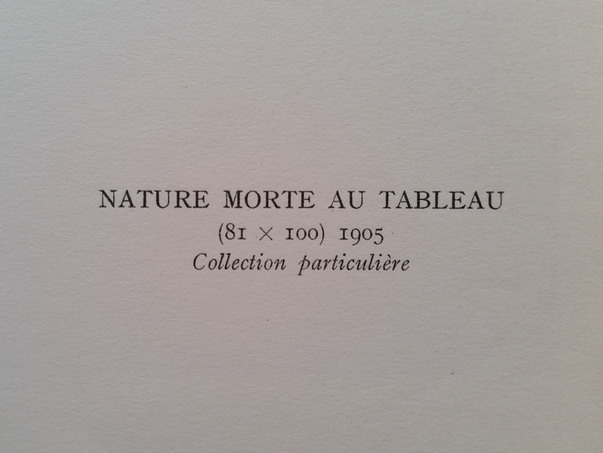 NATURE MORTE AU TABLEAU
(81 × 100) 1905
Collection particulière